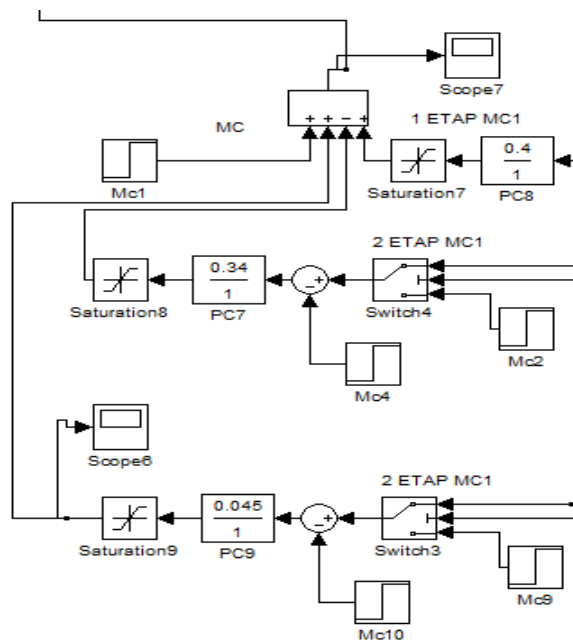 Scope7
+ + − +
MC
1 ETAP MC1
0.4
1
Mc1
Saturation7
PC8
2 ETAP MC1
0.34
1
− +
Saturation8
PC7
Switch4
Mc2
Mc4
Scope6
2 ETAP MC1
0.045
1
− +
Saturation9
PC9
Switch3
Mc9
Mc10